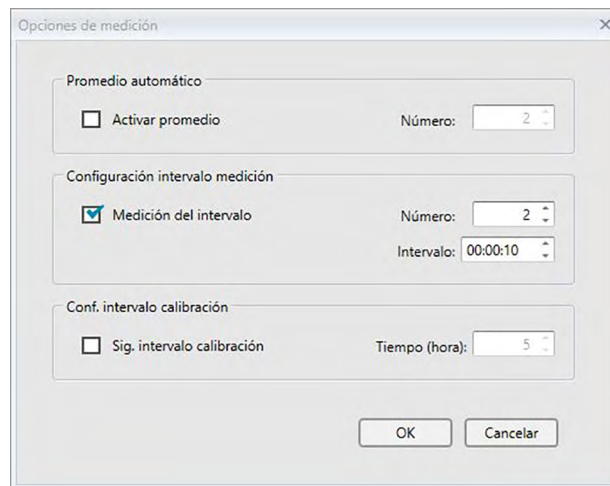 Opciones de medición
Promedio automático
Activar promedio Número: 2
Configuración intervalo medición
Medición del intervalo Número: 2
Intervalo: 00:00:10
Conf. intervalo calibración
Sig. intervalo calibración Tiempo (hora): 5
OK Cancelar